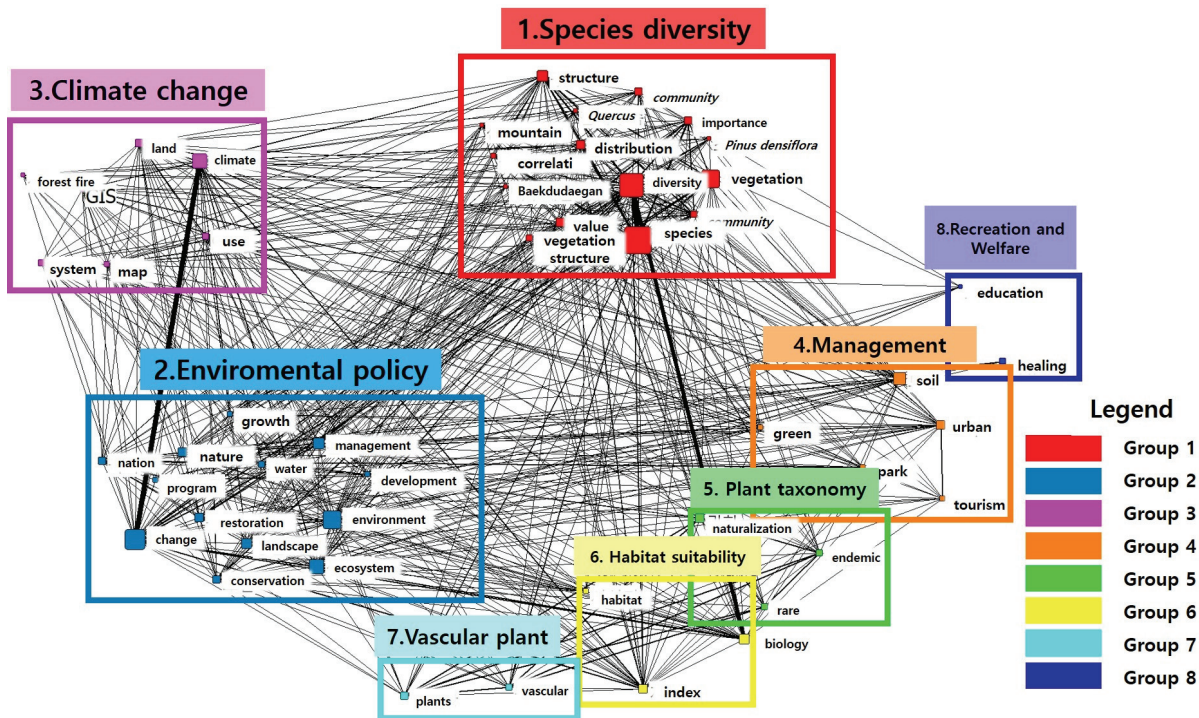 1.Species diversity
structure
community
Quercus
mountain
importance
distribution
Pinus densiflora
correlati
Baekdudaegan
diversity
vegetation
value
community
species
vegetation
structure
3.Climate change
land
climate
forest fire
GIS
use
system
map
8.Recreation and
Welfare
education
healing
2.Enviromental policy
growth
management
nation
nature
water
program
development
restoration
environment
change
landscape
ecosystem
conservation
4.Management
soil
green
urban
park
tourism
5. Plant taxonomy
naturalization
endemic
rare
6. Habitat suitability
habitat
biology
index
7.Vascular plant
plants
vascular
Legend
Group 1
Group 2
Group 3
Group 4
Group 5
Group 6
Group 7
Group 8